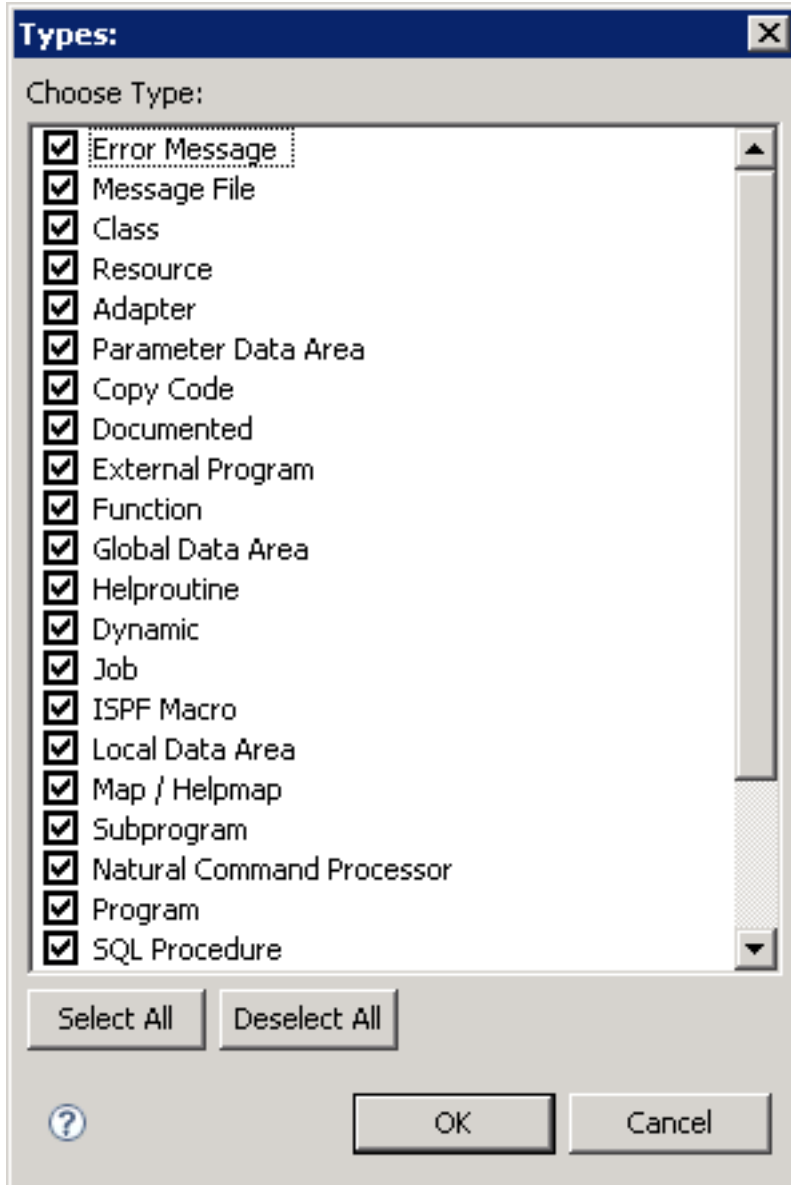 Types:
Choose Type:
Error Message
Message File
Class
Resource
Adapter
Parameter Data Area
Copy Code
Documented
External Program
Function
Global Data Area
Helproutine
Dynamic
Job
ISPF Macro
Local Data Area
Map / Helpmap
Subprogram
Natural Command Processor
Program
SQL Procedure
Select All Deselect All
? OK Cancel